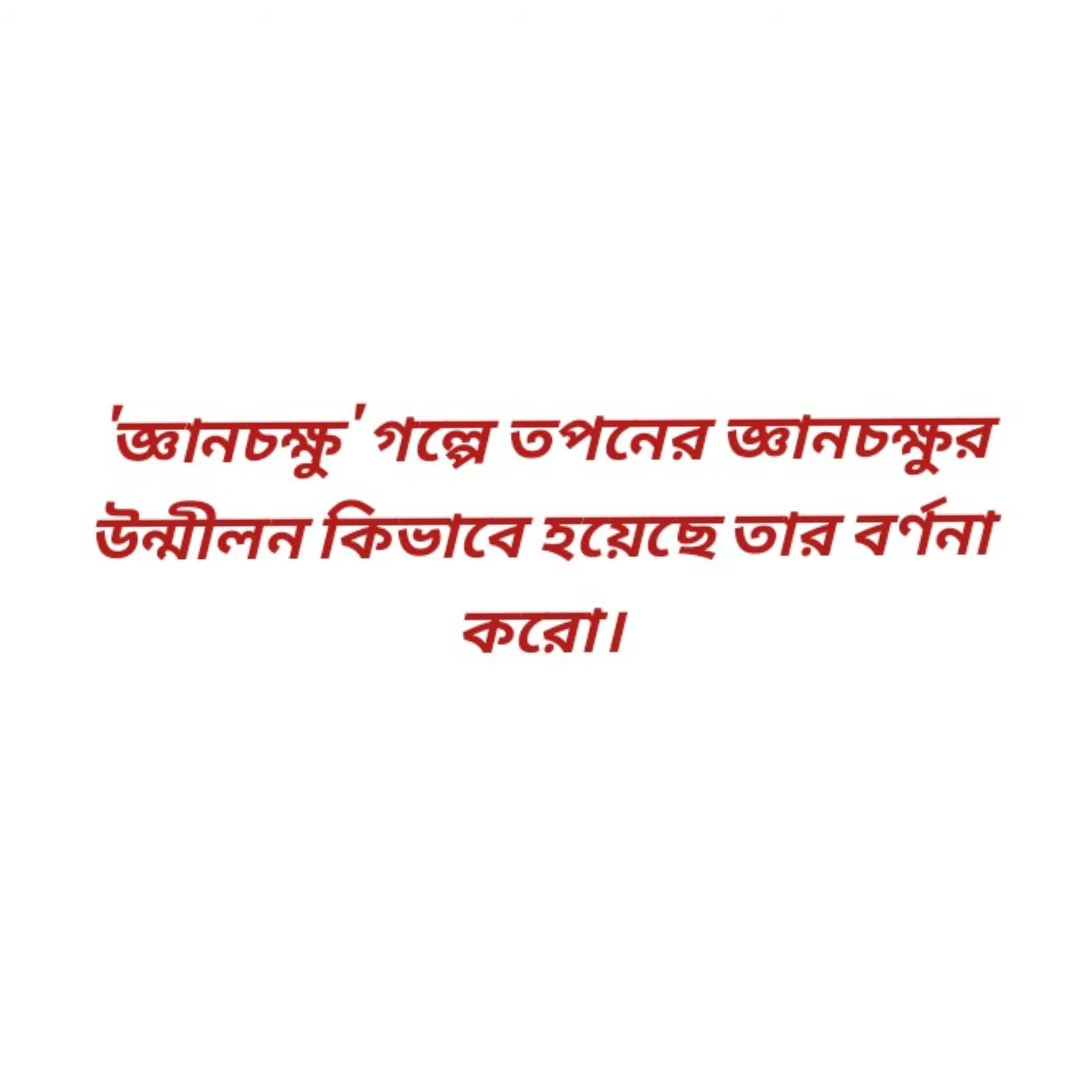 'জ্ঞানচক্ষু' গল্পে তপনের জ্ঞানচক্ষুর
উন্মীলন কিভাবে হয়েছে তার বর্ণনা
করো।